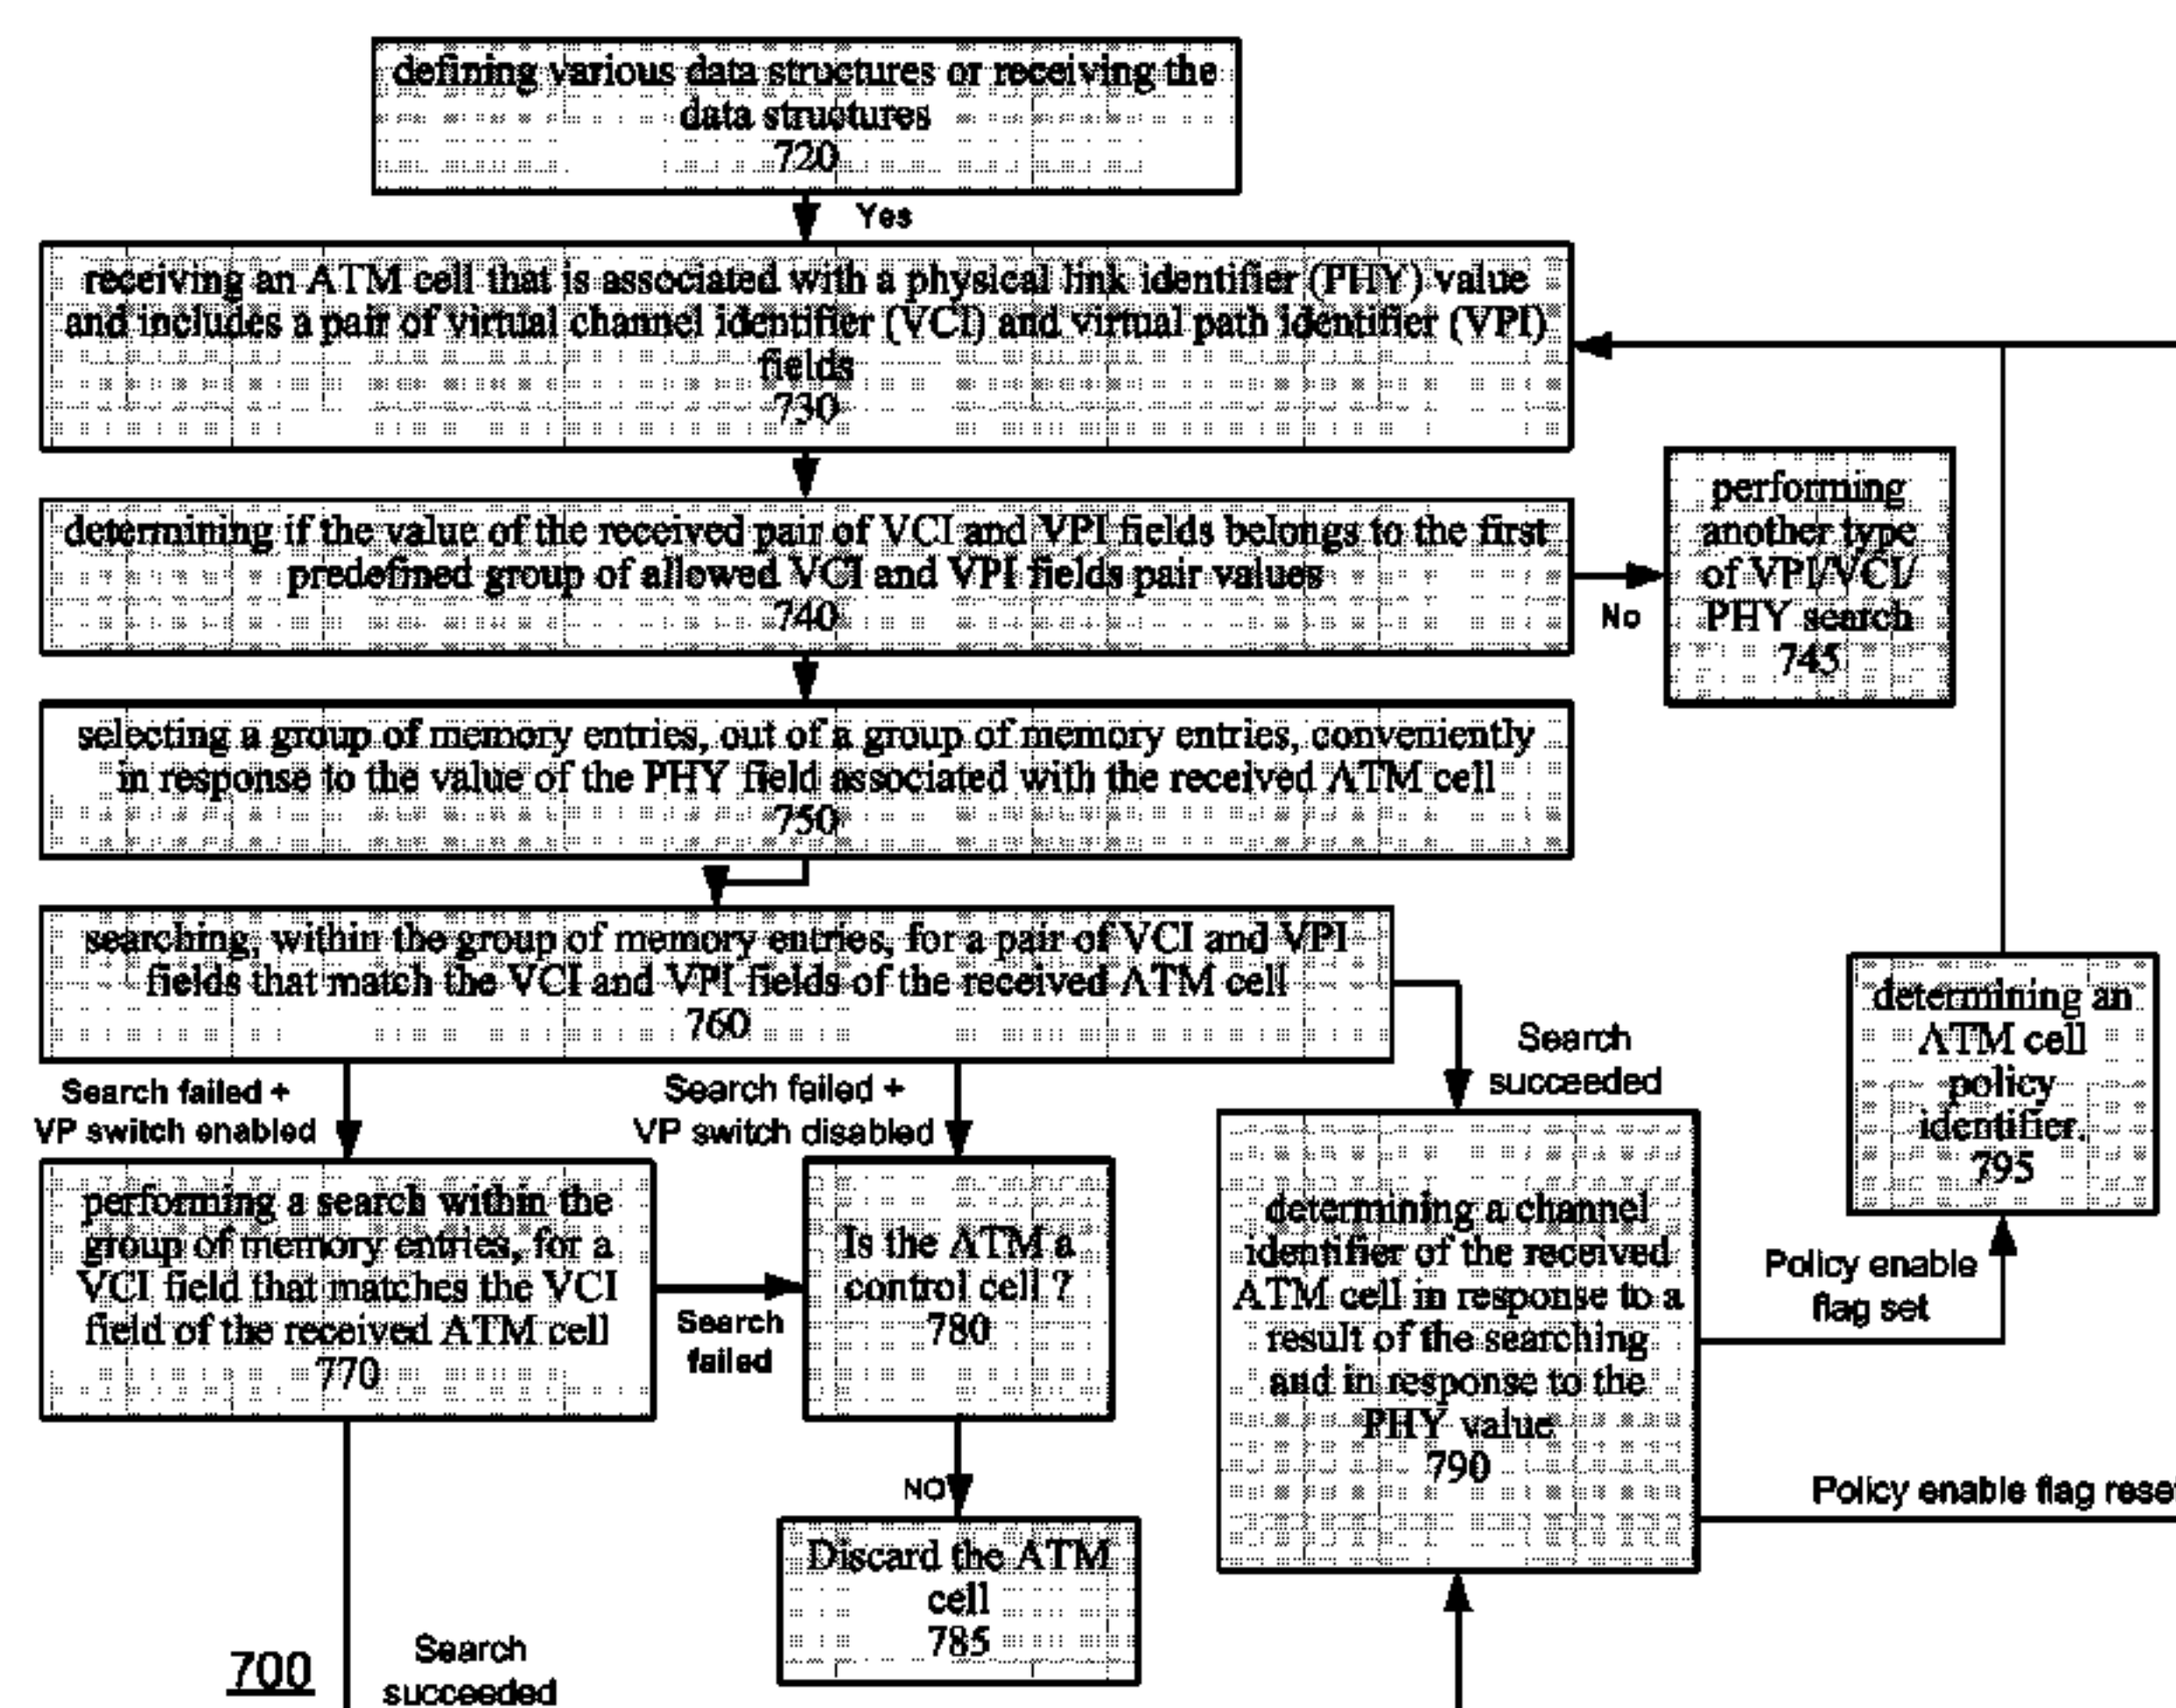 defining various data structures or receiving the
data structures
720
Yes
receiving an ATM cell that is associated with a physical link identifier (PHY) value
and includes a pair of virtual channel identifier (VCI) and virtual path identifier (VPI)
fields
730
determining if the value of the received pair of VCI and VPI fields belongs to the first
predefined group of allowed VCI and VPI fields pair values
740
No
performing
another type
of VPI/VCI/
PHY search
745
selecting a group of memory entries, out of a group of memory entries, conveniently
in response to the value of the PHY field associated with the received ATM cell
750
searching, within the group of memory entries, for a pair of VCI and VPI
fields that match the VCI and VPI fields of the received ATM cell
760
Search failed +
VP switch enabled
Search failed +
VP switch disabled
Search
succeeded
performing a search within the
group of memory entries, for a
VCI field that matches the VCI
field of the received ATM cell
770
Search
failed
Is the ATM a
control cell ?
780
NO
Discard the ATM
cell
785
determining a channel
identifier of the received
ATM cell in response to a
result of the searching
and in response to the
PHY value
790
determining an
ATM cell
policy
identifier.
795
Policy enable
flag set
Policy enable flag reset
700
Search
succeeded